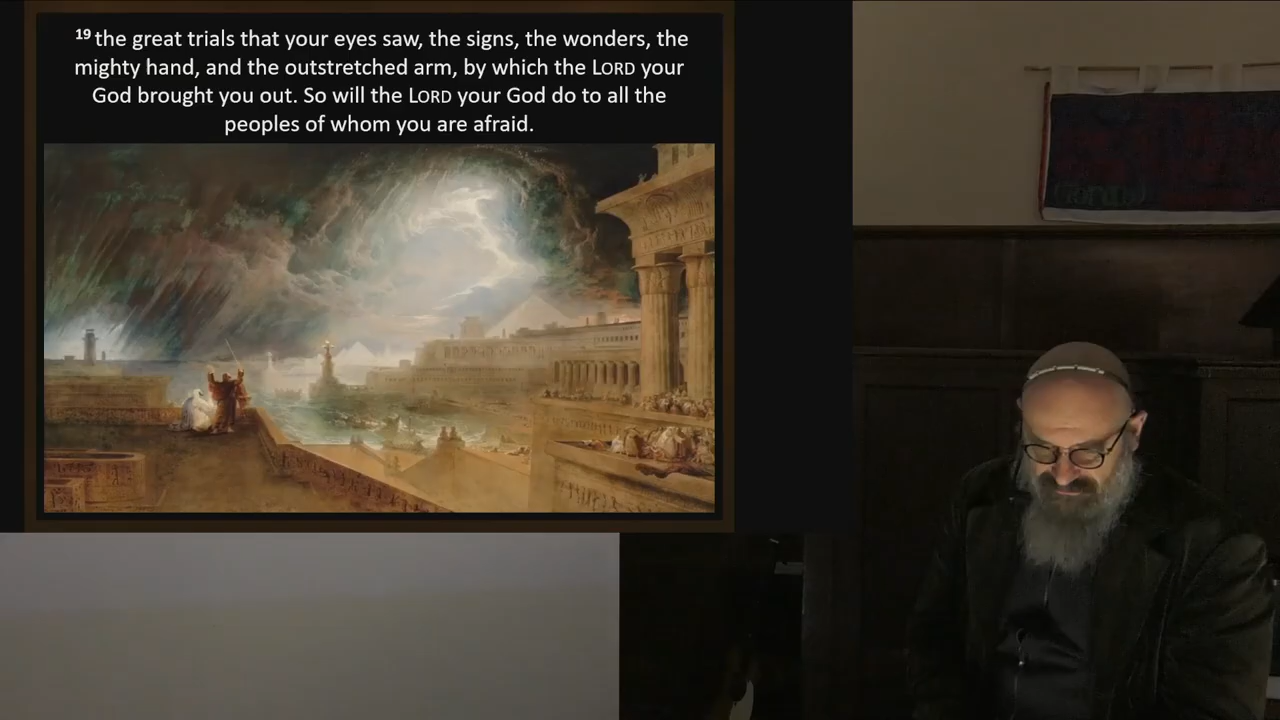 19 the great trials that your eyes saw, the signs, the wonders, the
mighty hand, and the outstretched arm, by which the LORD your
God brought you out. So will the LORD your God do to all the
peoples of whom you are afraid.